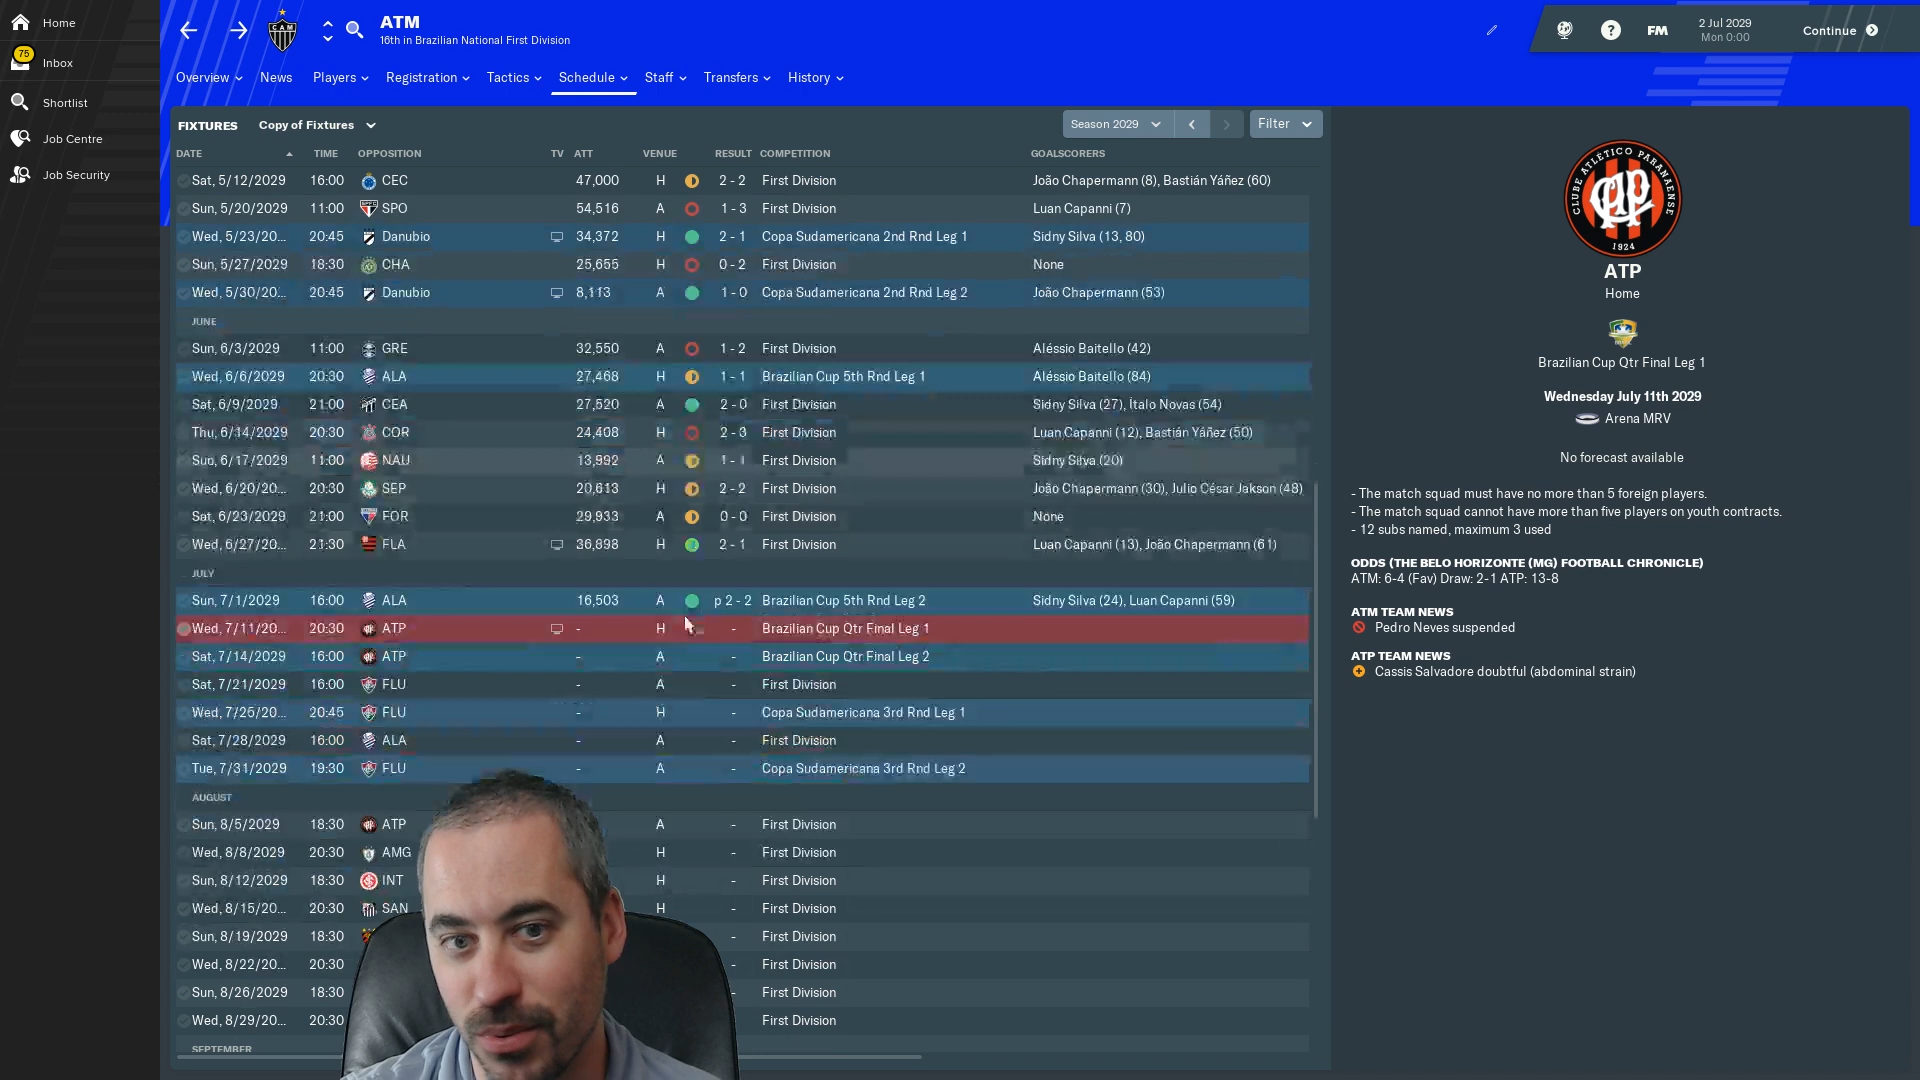 Home
75
Inbox
Shortlist
Job Centre
Job Security
CAM
ATM
16th in Brazilian National First Division
FM
2 Jul 2029
Mon 0:00
Continue
Overview News Players Registration Tactics Schedule Staff Transfers History
FIXTURES Copy of Fixtures Season 2029 Filter
DATE TIME OPPOSITION TV ATT VENUE RESULT COMPETITION GOALSCORERS
Sat, 5/12/2029 16:00 CEC 47,000 H 2 - 2 First Division João Chapermann (8), Bastián Yáñez (60)
Sun, 5/20/2029 11:00 SPO 54,516 A 1 - 3 First Division Luan Capanni (7)
Wed, 5/23/20... 20:45 Danubio 34,372 H 2 - 1 Copa Sudamericana 2nd Rnd Leg 1 Sidny Silva (13, 80)
Sun, 5/27/2029 18:30 CHA 25,655 H 0 - 2 First Division None
Wed, 5/30/20... 20:45 Danubio 8,113 A 1 - 0 Copa Sudamericana 2nd Rnd Leg 2 João Chapermann (53)
JUNE
Sun, 6/3/2029 11:00 GRE 32,550 A 1 - 2 First Division Aléssio Baitello (42)
Wed, 6/6/2029 20:30 ALA 27,468 H 1 - 1 Brazilian Cup 5th Rnd Leg 1 Aléssio Baitello (84)
Sat, 6/9/2029 21:00 CEA 27,520 A 2 - 0 First Division Sidny Silva (27), Ítalo Novas (54)
Thu, 6/14/2029 20:30 COR 24,408 H 2 - 3 First Division Luan Capanni (12), Bastián Yáñez (50)
Sun, 6/17/2029 11:00 NAU 13,992 A 1 - 1 First Division Sidny Silva (20)
Wed, 6/20/20... 20:30 SEP 20,613 H 2 - 2 First Division João Chapermann (30), Julio César Jakson (48)
Sat, 6/23/2029 21:00 FOR 29,933 A 0 - 0 First Division None
Wed, 6/27/20... 21:30 FLA 36,898 H 2 - 1 First Division Luan Capanni (13), João Chapermann (61)
JULY
Sun, 7/1/2029 16:00 ALA 16,503 A p 2 - 2 Brazilian Cup 5th Rnd Leg 2 Sidny Silva (24), Luan Capanni (59)
Wed, 7/11/20... 20:30 ATP - H - Brazilian Cup Qtr Final Leg 1
Sat, 7/14/2029 16:00 ATP - A - Brazilian Cup Qtr Final Leg 2
Sat, 7/21/2029 16:00 FLU - A - First Division
Wed, 7/25/20... 20:45 FLU - H - Copa Sudamericana 3rd Rnd Leg 1
Sat, 7/28/2029 16:00 ALA - A - First Division
Tue, 7/31/2029 19:30 FLU - A - Copa Sudamericana 3rd Rnd Leg 2
AUGUST
Sun, 8/5/2029 18:30 ATP A - First Division
Wed, 8/8/2029 20:30 AMG H - First Division
Sun, 8/12/2029 18:30 INT H - First Division
Wed, 8/15/20... 20:30 SAN H - First Division
Sun, 8/19/2029 18:30 - First Division
Wed, 8/22/20... 20:30 - First Division
Sun, 8/26/2029 18:30 - First Division
Wed, 8/29/20... 20:30 First Division
SEPTEMBER
CLUBE ATLÉTICO PARANAENSE
CAP
1924
ATP
Home
Brazilian Cup Qtr Final Leg 1
Wednesday July 11th 2029
Arena MRV
No forecast available
- The match squad must have no more than 5 foreign players.
- The match squad cannot have more than five players on youth contracts.
- 12 subs named, maximum 3 used
ODDS (THE BELO HORIZONTE (MG) FOOTBALL CHRONICLE)
ATM: 6-4 (Fav) Draw: 2-1 ATP: 13-8
ATM TEAM NEWS
Pedro Neves suspended
ATP TEAM NEWS
Cassis Salvadore doubtful (abdominal strain)